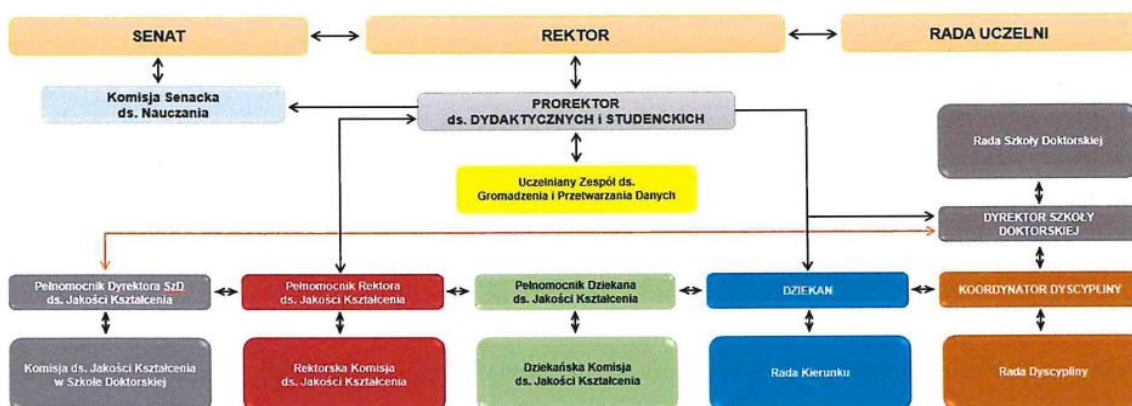 SENAT
REKTOR
RADA UCZELNI
Komisja Senacka
ds. Nauczania
PROREKTOR
ds. DYDAKTYCZNYCH i STUDENCKICH
Rada Szkoły Doktorskiej
Uczelniany Zespół ds.
Gromadzenia i Przetwarzania Danych
DYREKTOR SZKOŁY
DOKTORSKIEJ
Pełnomocnik Dyrektora SzD
ds. Jakości Kształcenia
Pełnomocnik Rektora
ds. Jakości Kształcenia
Pełnomocnik Dziekana
ds. Jakości Kształcenia
DZIEKAN
KOORDYNATOR DYSCYPLINY
Komisja ds. Jakości Kształcenia
w Szkole Doktorskiej
Rektorska Komisja
ds. Jakości Kształcenia
Dziekańska Komisja
ds. Jakości Kształcenia
Rada Kierunku
Rada Dyscypliny